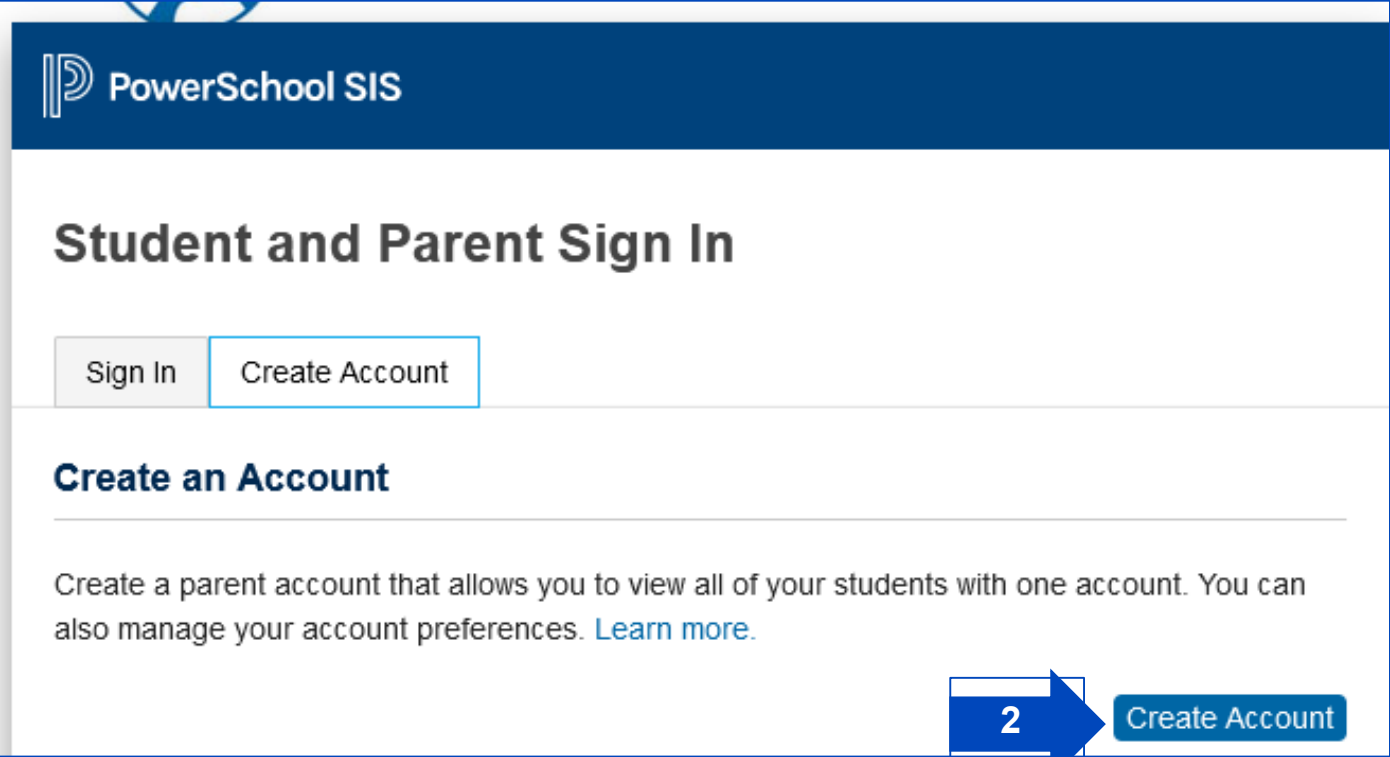 PowerSchool SIS
Student and Parent Sign In
Sign In
Create Account
Create an Account
Create a parent account that allows you to view all of your students with one account. You can
also manage your account preferences. Learn more.
2
Create Account